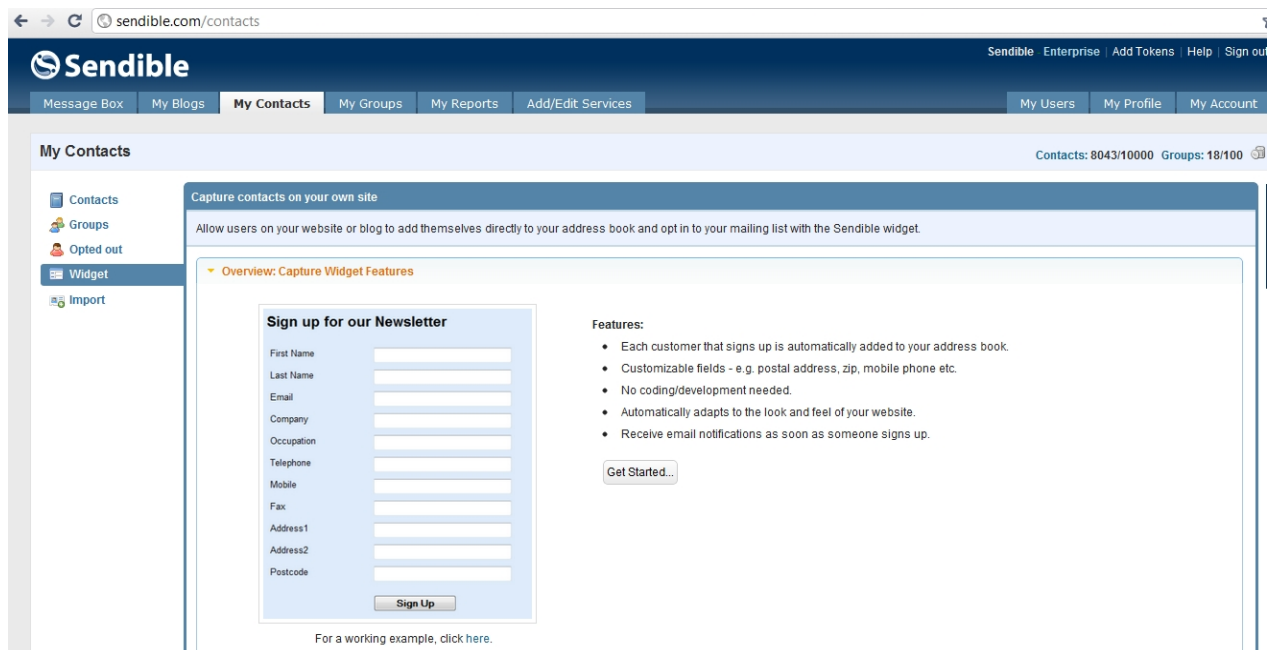 sendible.com/contacts
Sendible Enterprise | Add Tokens | Help | Sign out
Sendible
Message Box My Blogs My Contacts My Groups My Reports Add/Edit Services My Users My Profile My Account
My Contacts
Contacts: 8043/10000 Groups: 18/100
Contacts
Groups
Opted out
Widget
Import
Capture contacts on your own site
Allow users on your website or blog to add themselves directly to your address book and opt in to your mailing list with the Sendible widget.
Overview: Capture Widget Features
Sign up for our Newsletter
First Name
Last Name
Email
Company
Occupation
Telephone
Mobile
Fax
Address1
Address2
Postcode
Sign Up
For a working example, click here.
Features:
• Each customer that signs up is automatically added to your address book.
• Customizable fields - e.g. postal address, zip, mobile phone etc.
• No coding/development needed.
• Automatically adapts to the look and feel of your website.
• Receive email notifications as soon as someone signs up.
Get Started...